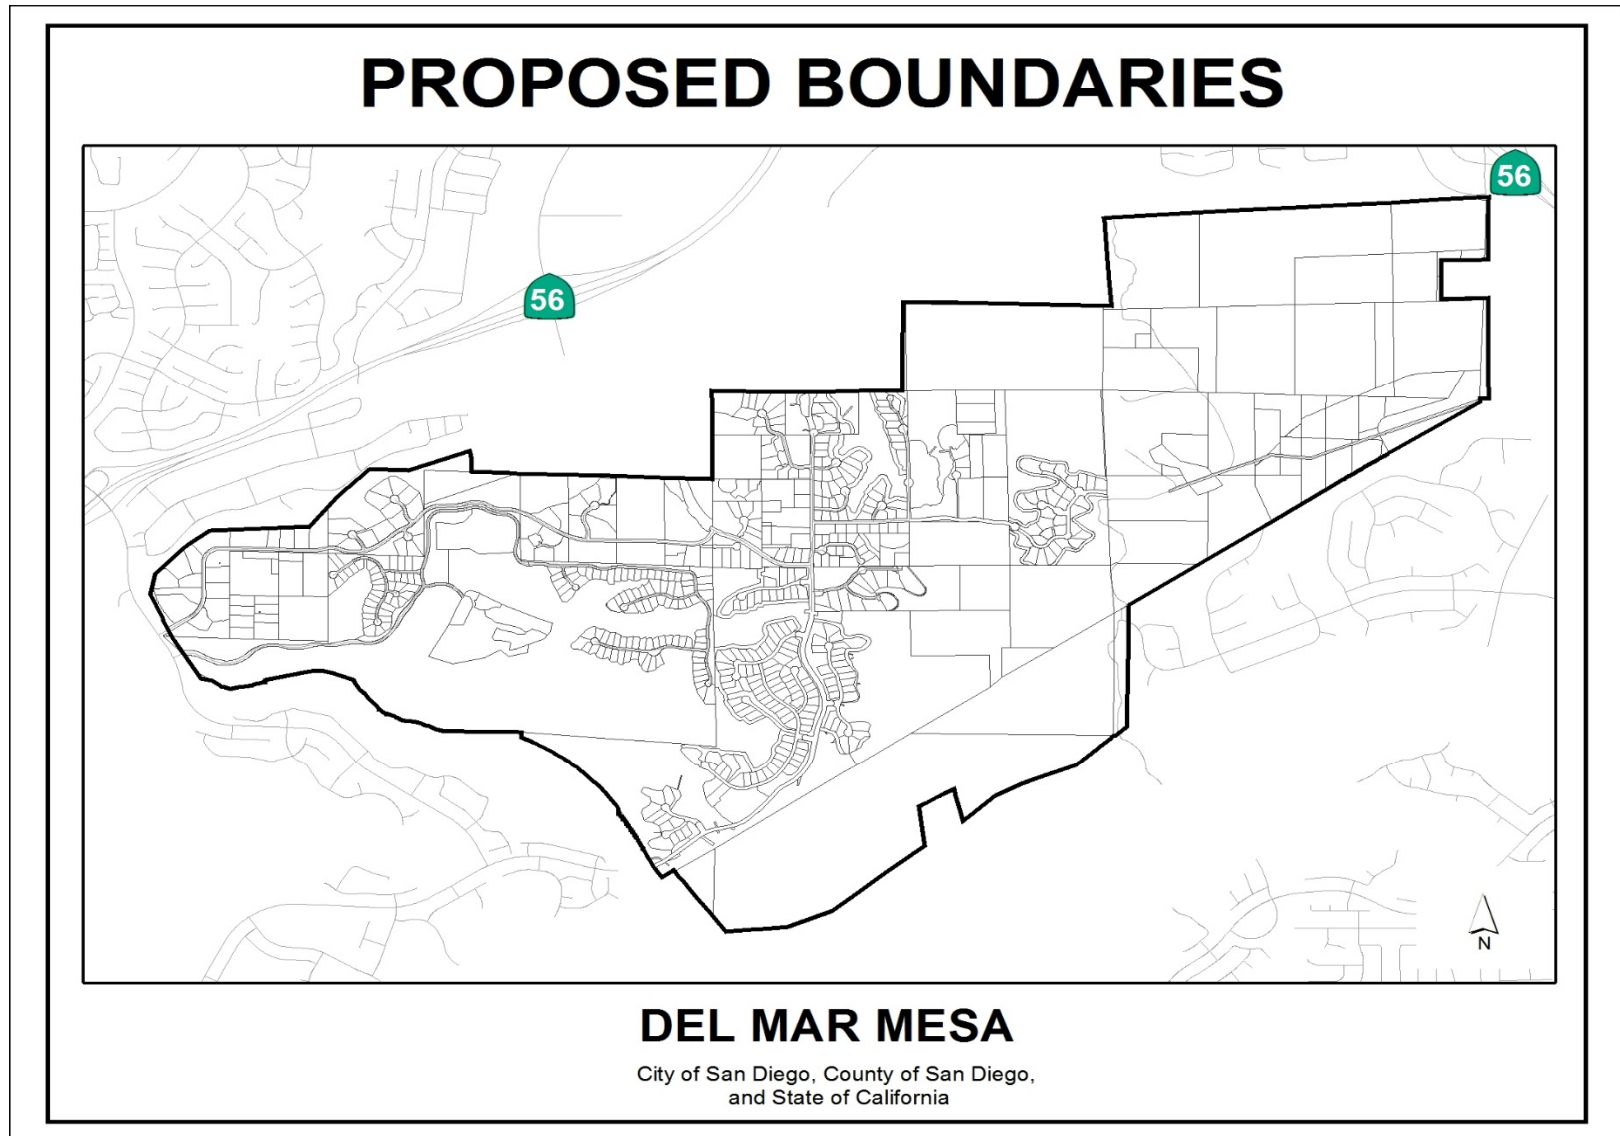 PROPOSED BOUNDARIES
56
56
N
DEL MAR MESA
City of San Diego, County of San Diego,
and State of California